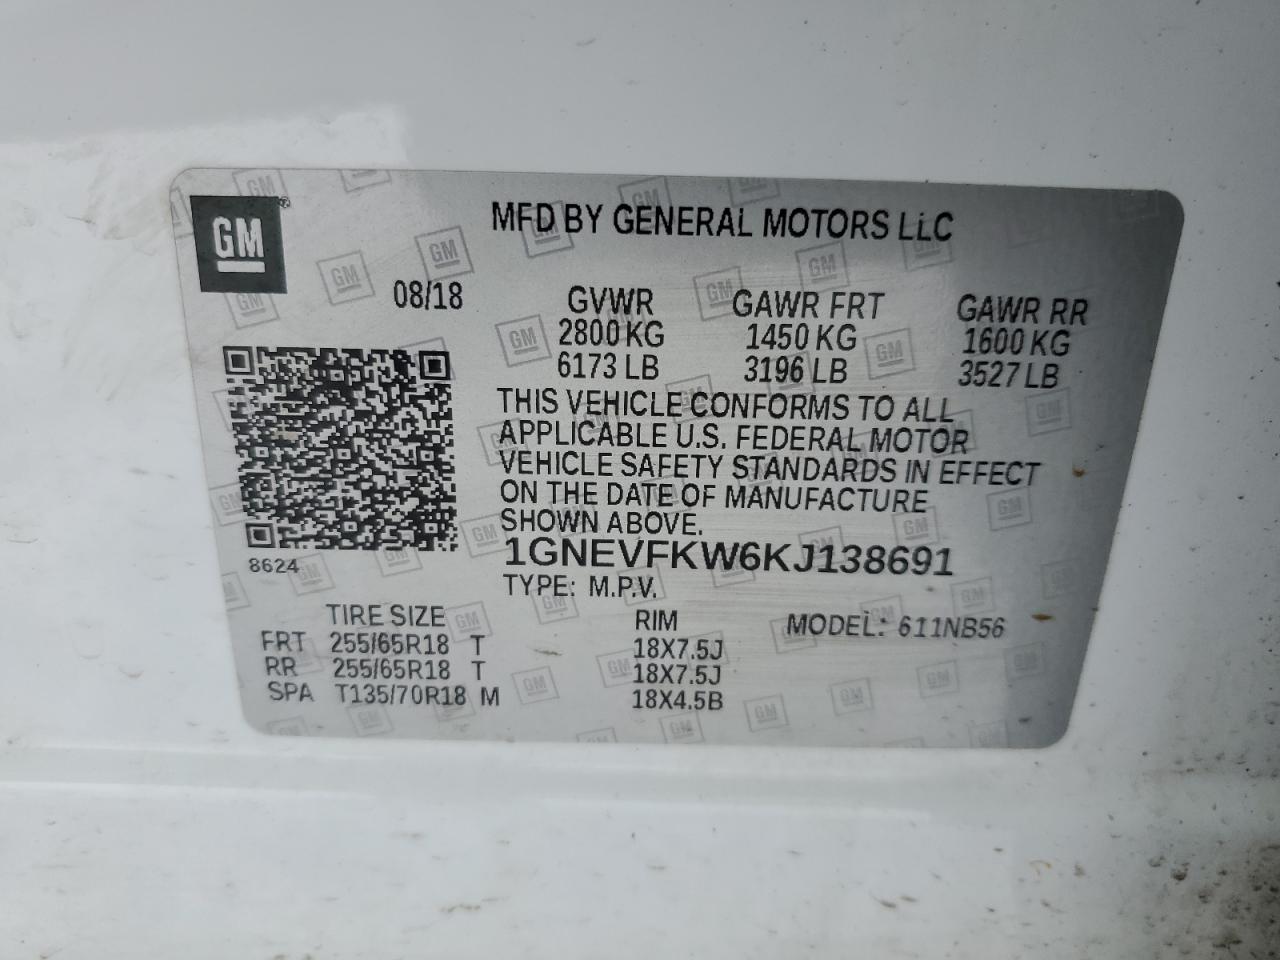 GM
MFD BY GENERAL MOTORS LLC
08/18 GVWR GAWR FRT GAWR RR
2800 KG 1450 KG 1600 KG
6173 LB 3196 LB 3527 LB
THIS VEHICLE CONFORMS TO ALL
APPLICABLE U.S. FEDERAL MOTOR
VEHICLE SAFETY STANDARDS IN EFFECT
ON THE DATE OF MANUFACTURE
SHOWN ABOVE.
1GNEVFKW6KJ138691
8624
TYPE: M.P.V.
TIRE SIZE RIM MODEL: 611NB56
FRT 255/65R18 T 18X7.5J
RR 255/65R18 T 18X7.5J
SPA T135/70R18 M 18X4.5B